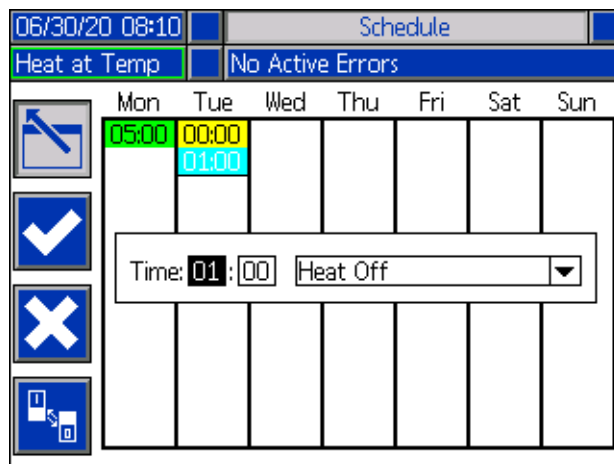 06/30/20 08:10 Schedule
Heat at Temp No Active Errors
Mon Tue Wed Thu Fri Sat Sun
05:00 00:00
01:00
Time: 01 : 00 Heat Off